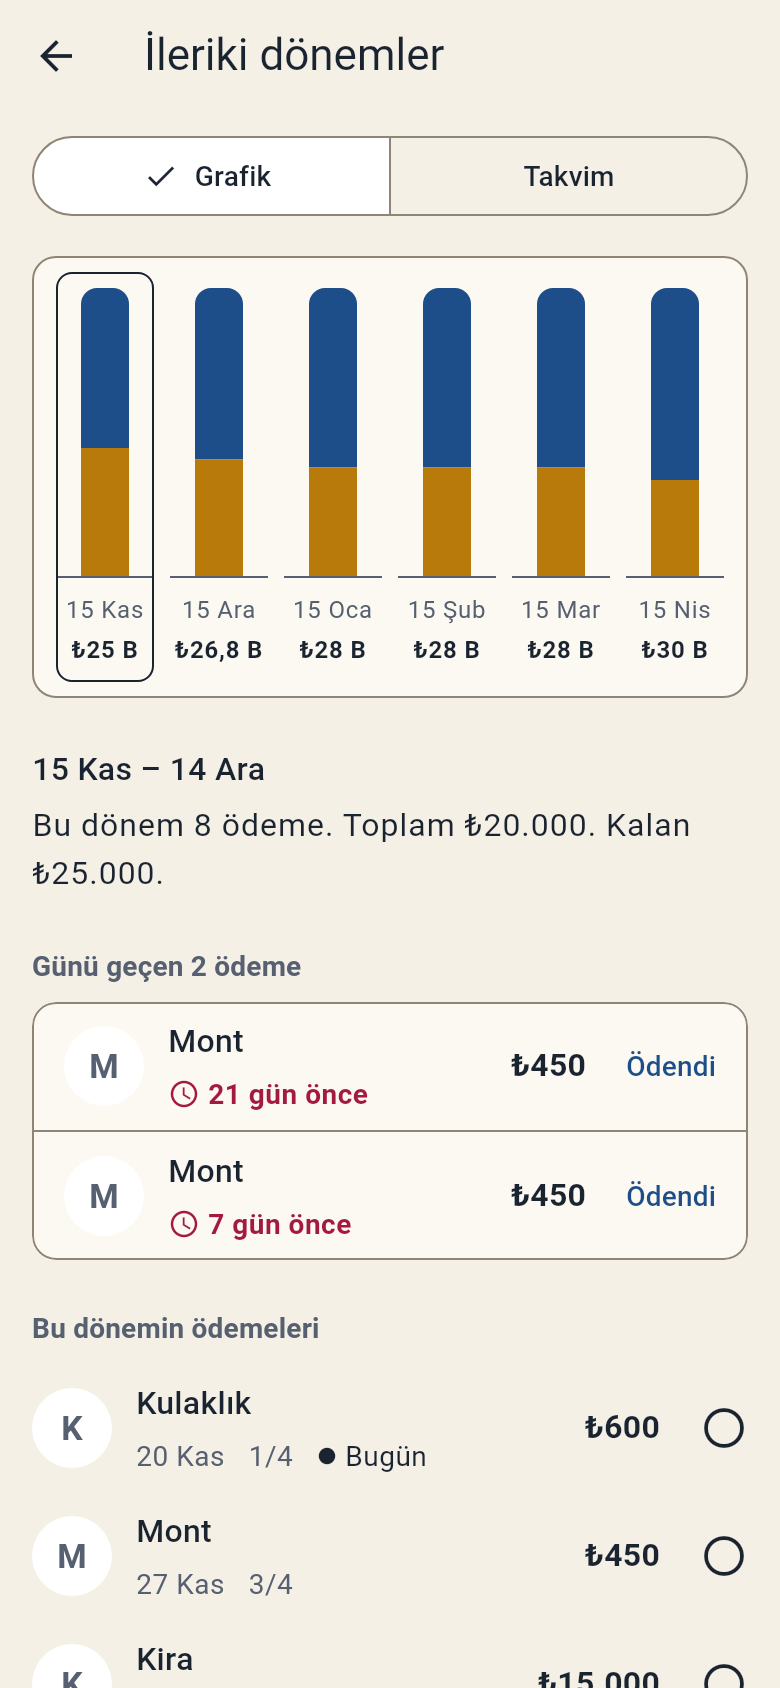 İleriki dönemler
Grafik
Takvim
15 Kas
₺25 B
15 Ara
₺26,8 B
15 Oca
₺28 B
15 Şub
₺28 B
15 Mar
₺28 B
15 Nis
₺30 B
15 Kas – 14 Ara
Bu dönem 8 ödeme. Toplam ₺20.000. Kalan
₺25.000.
Günü geçen 2 ödeme
M
Mont
21 gün önce
₺450
Ödendi
M
Mont
7 gün önce
₺450
Ödendi
Bu dönemin ödemeleri
K
Kulaklık
20 Kas 1/4 ● Bugün
₺600
M
Mont
27 Kas 3/4
₺450
K
Kira
₺15.000